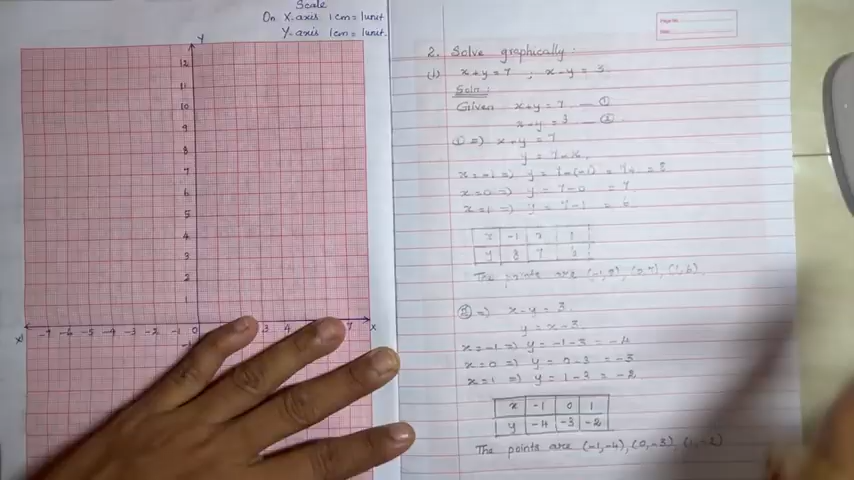 Scale
On X-axis 1cm = 1unit
Y-axis 1cm = 1unit.
Y
12
11
10
9
8
7
6
5
4
3
2
1
X' -7 -6 -5 -4 -3 -2 -1 0 3 4 7 X
Page No.
Date
2. Solve graphically.
x+y=7 ; x-y=3
Soln:
Given x+y=7 — ①
x-y=3 — ②
① => x+y=7
y=7-x.
x=-1 => y=7-(-1) = 7+ = 8
x=0 => y=7-0 = 7
x=1 => y=7-1 = 6
x -1 1
y 8 7
The points are (-1,8) (0,7), (1,6)
② => x-y=3.
y=x-3
x=-1 => y=-1-3=-4
x=0 => y=0-3=-3
x=1 => y=1-3=-2
x -1 0 1
y -4 -3 -2
The points are (-1,-4), (0,-3), (1,-2)